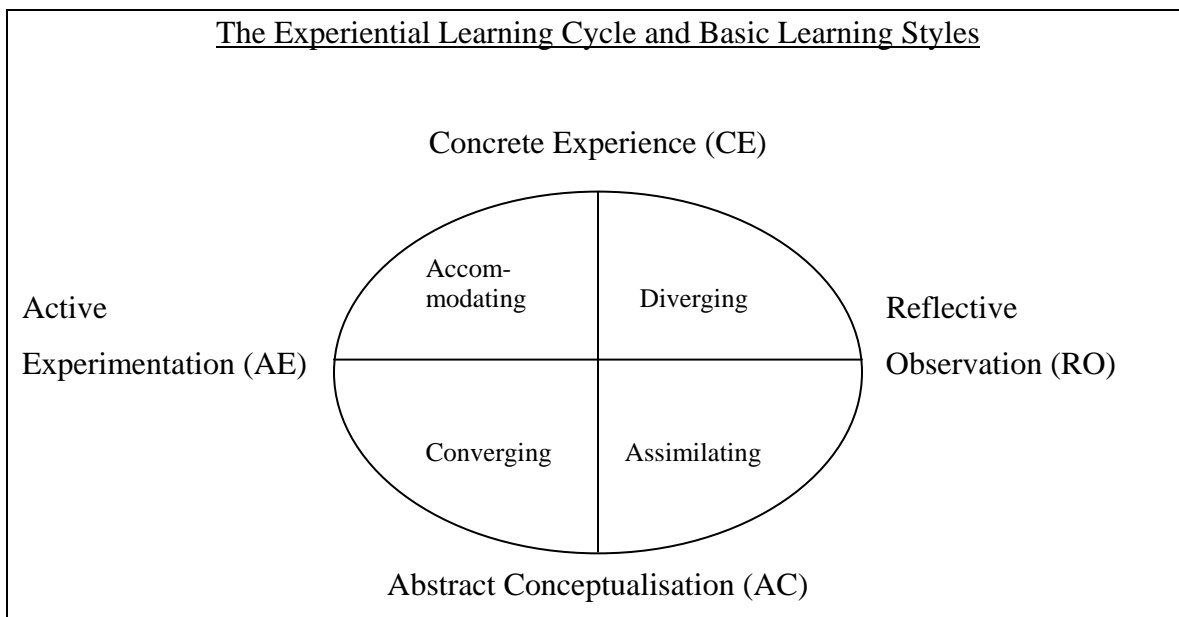 The Experiential Learning Cycle and Basic Learning Styles
Concrete Experience (CE)
Accom-
modating
Diverging
Active
Experimentation (AE)
Reflective
Observation (RO)
Converging
Assimilating
Abstract Conceptualisation (AC)